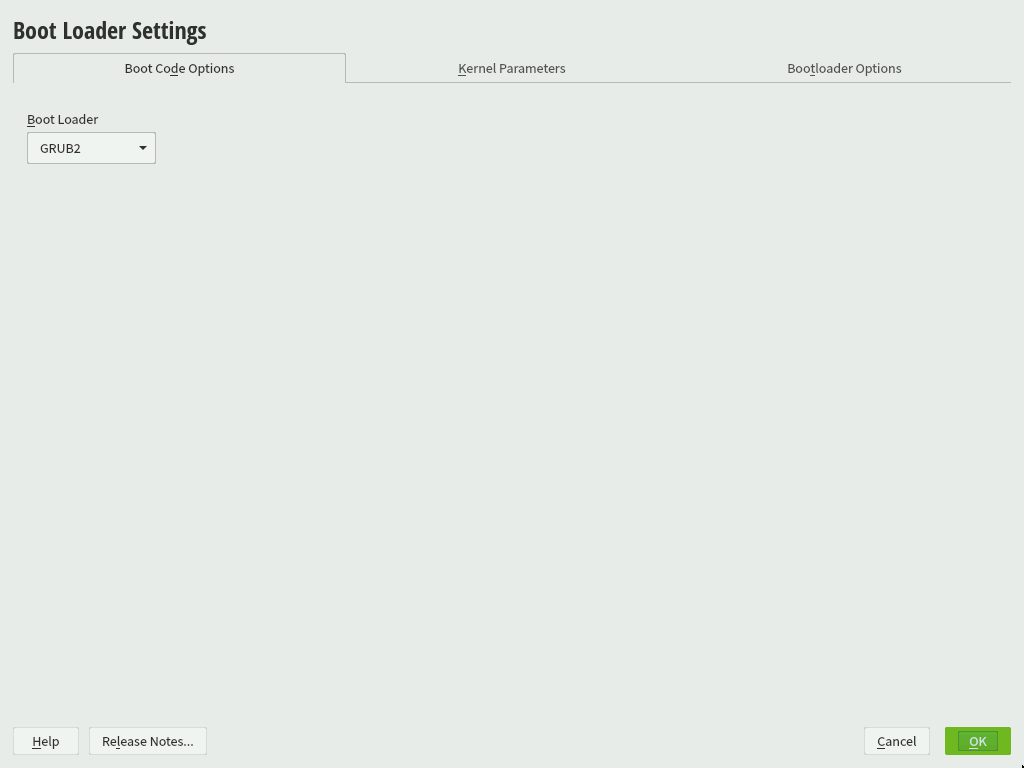 Boot Loader Settings
Boot Code Options Kernel Parameters Bootloader Options
Boot Loader
GRUB2
Help Release Notes... Cancel OK